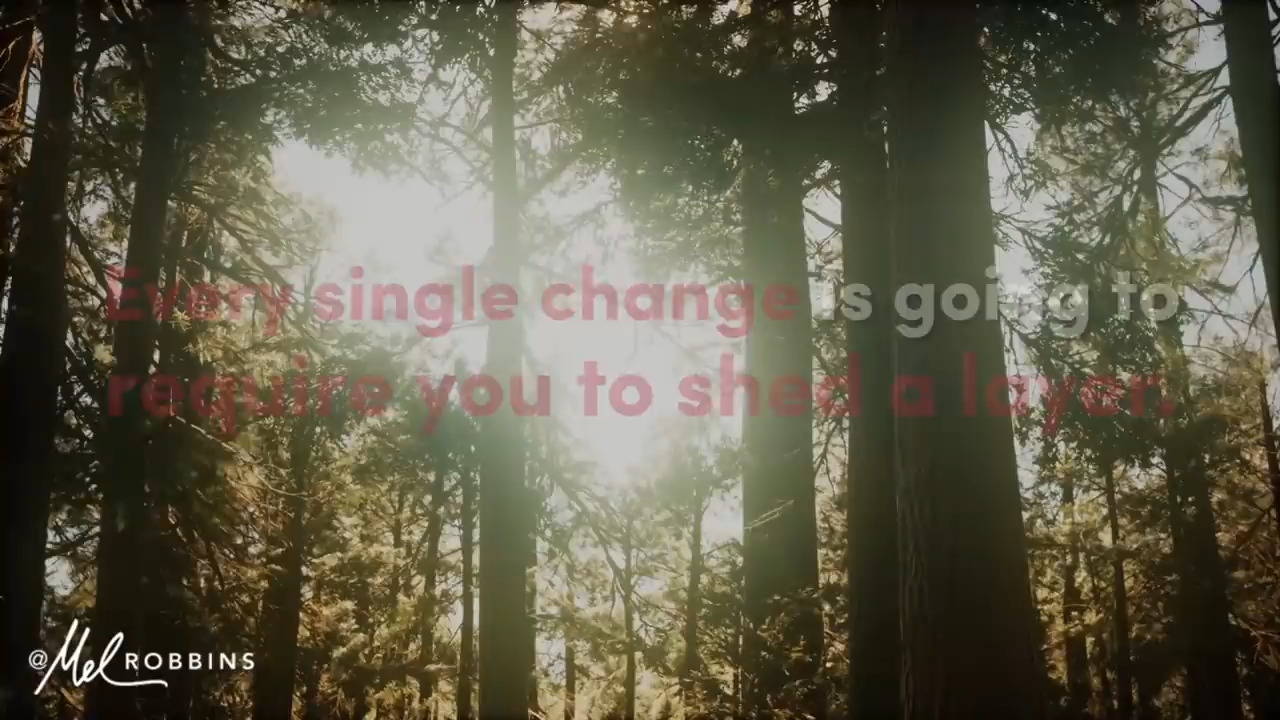 Every single change is going to
require you to shed a layer.
@Mel ROBBINS